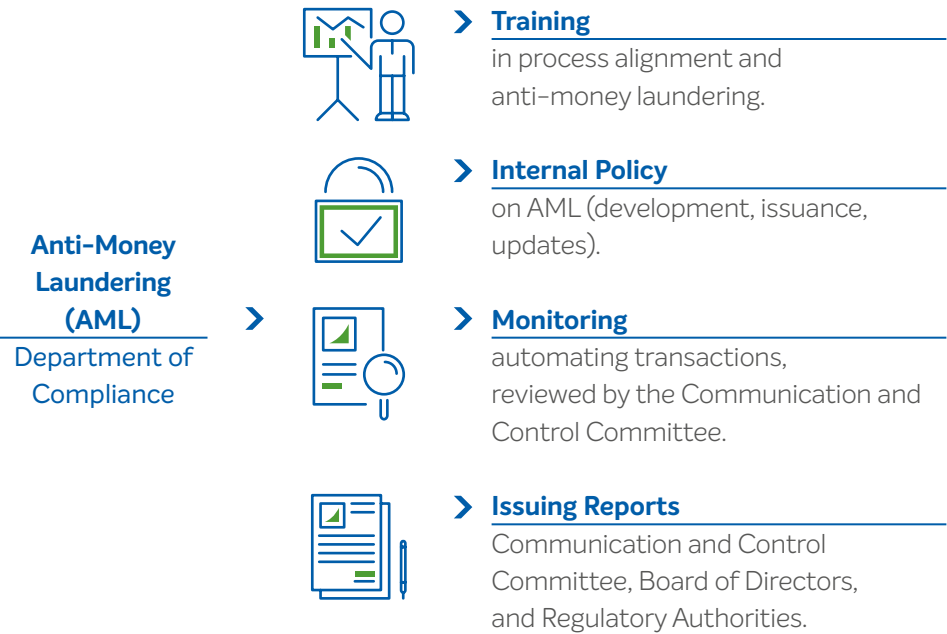 Anti-Money
Laundering
(AML)
Department of
Compliance
Training
in process alignment and
anti-money laundering.
Internal Policy
on AML (development, issuance,
updates).
Monitoring
automating transactions,
reviewed by the Communication and
Control Committee.
Issuing Reports
Communication and Control
Committee, Board of Directors,
and Regulatory Authorities.